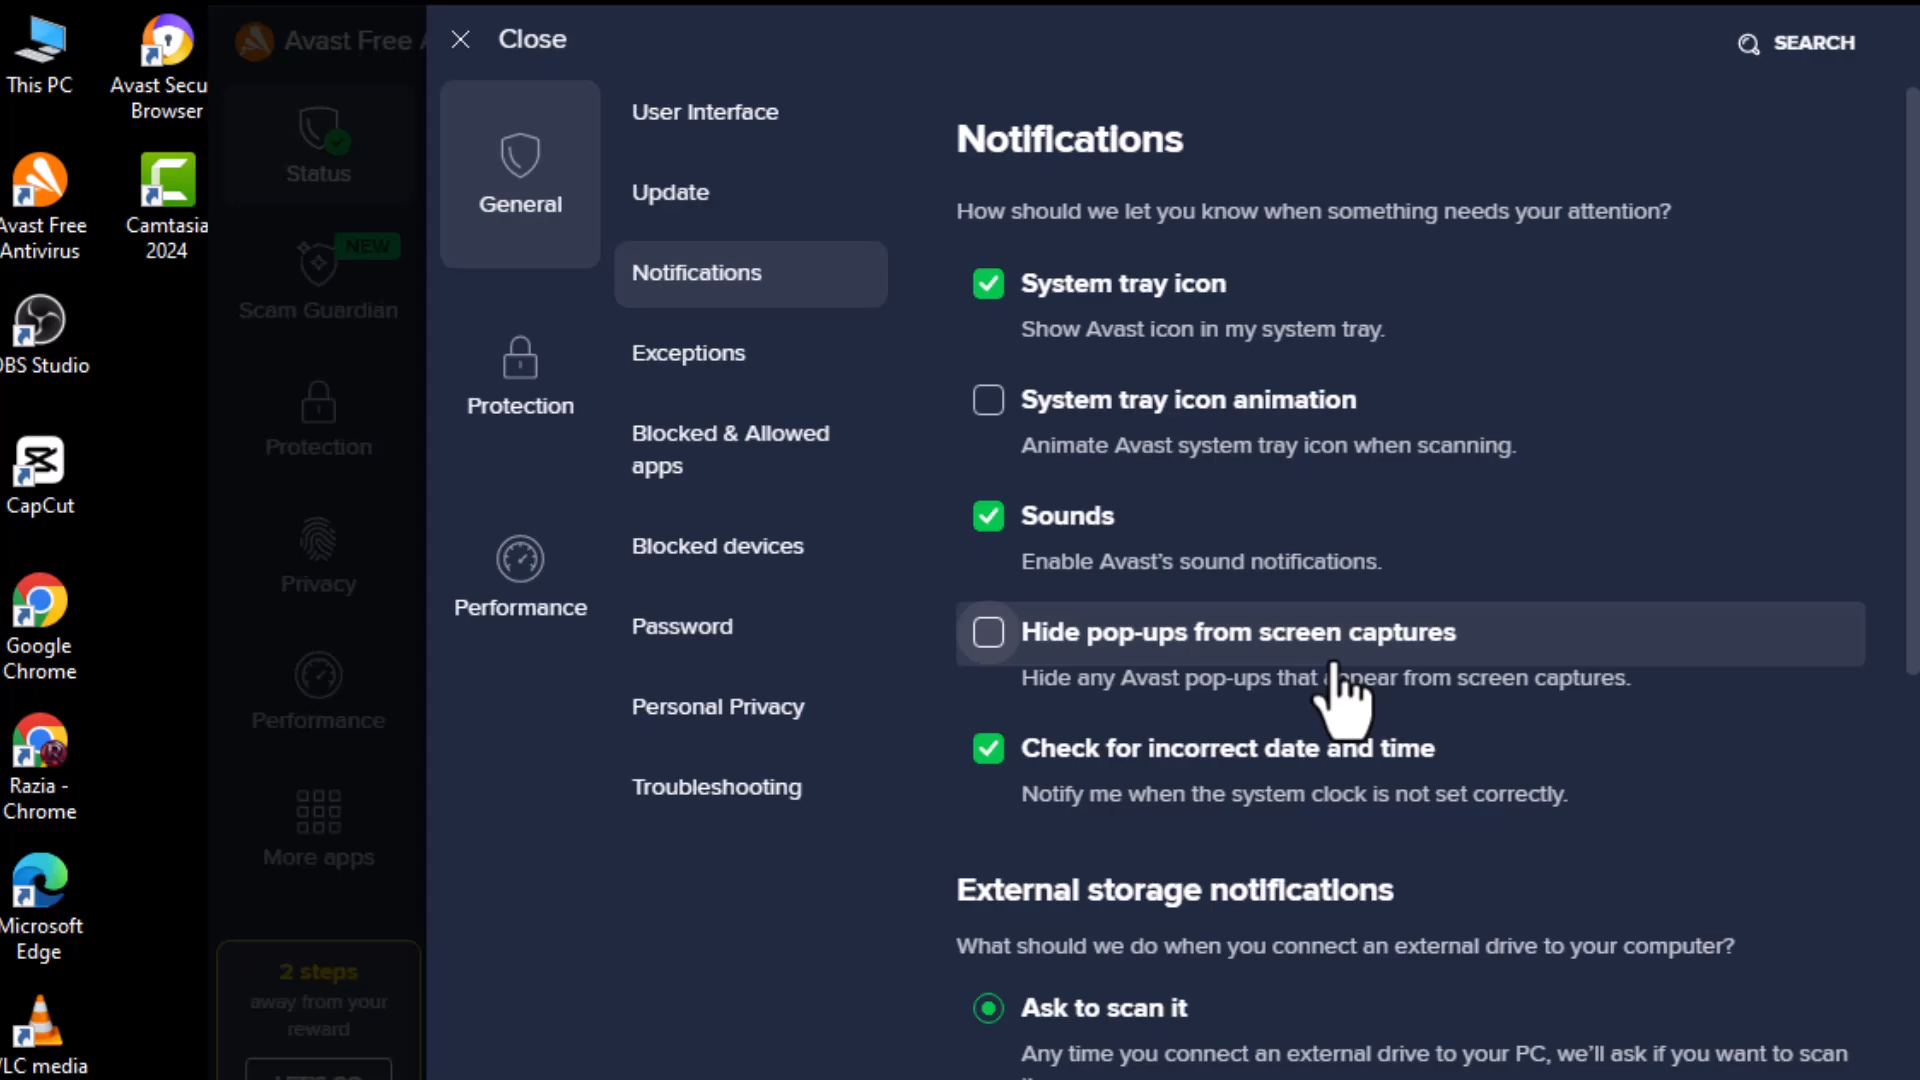 This PC
Avast Secu
Browser
Avast Free
Antivirus
Camtasia
2024
OBS Studio
CapCut
Google
Chrome
Razia -
Chrome
Microsoft
Edge
VLC media
Avast Free A
Status
NEW
Scam Guardian
Protection
Privacy
Performance
More apps
2 steps
away from your
reward
Close
SEARCH
General
Protection
Performance
User Interface
Update
Notifications
Exceptions
Blocked & Allowed
apps
Blocked devices
Password
Personal Privacy
Troubleshooting
Notifications
How should we let you know when something needs your attention?
System tray icon
Show Avast icon in my system tray.
System tray icon animation
Animate Avast system tray icon when scanning.
Sounds
Enable Avast's sound notifications.
Hide pop-ups from screen captures
Hide any Avast pop-ups that appear from screen captures.
Check for incorrect date and time
Notify me when the system clock is not set correctly.
External storage notifications
What should we do when you connect an external drive to your computer?
Ask to scan it
Any time you connect an external drive to your PC, we'll ask if you want to scan